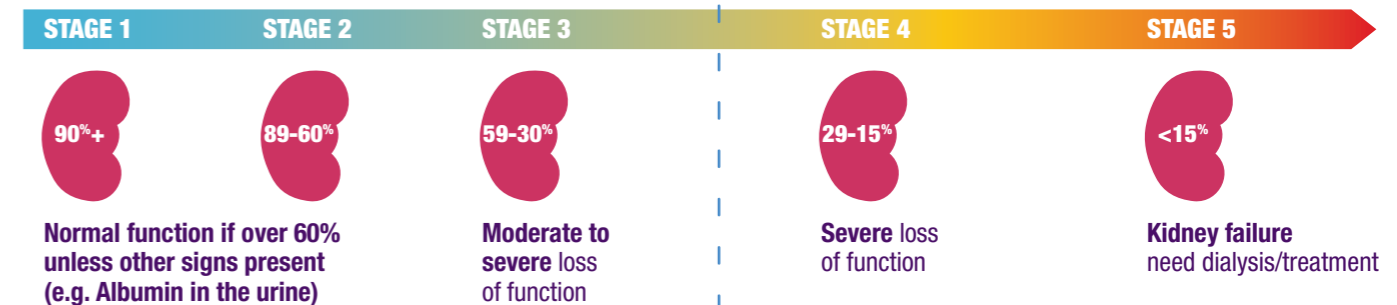 STAGE 1 STAGE 2 STAGE 3 STAGE 4 STAGE 5
90%+ 89-60% 59-30% 29-15% <15%
Normal function if over 60%
unless other signs present
(e.g. Albumin in the urine)
Moderate to
severe loss
of function
Severe loss
of function
Kidney failure
need dialysis/treatment